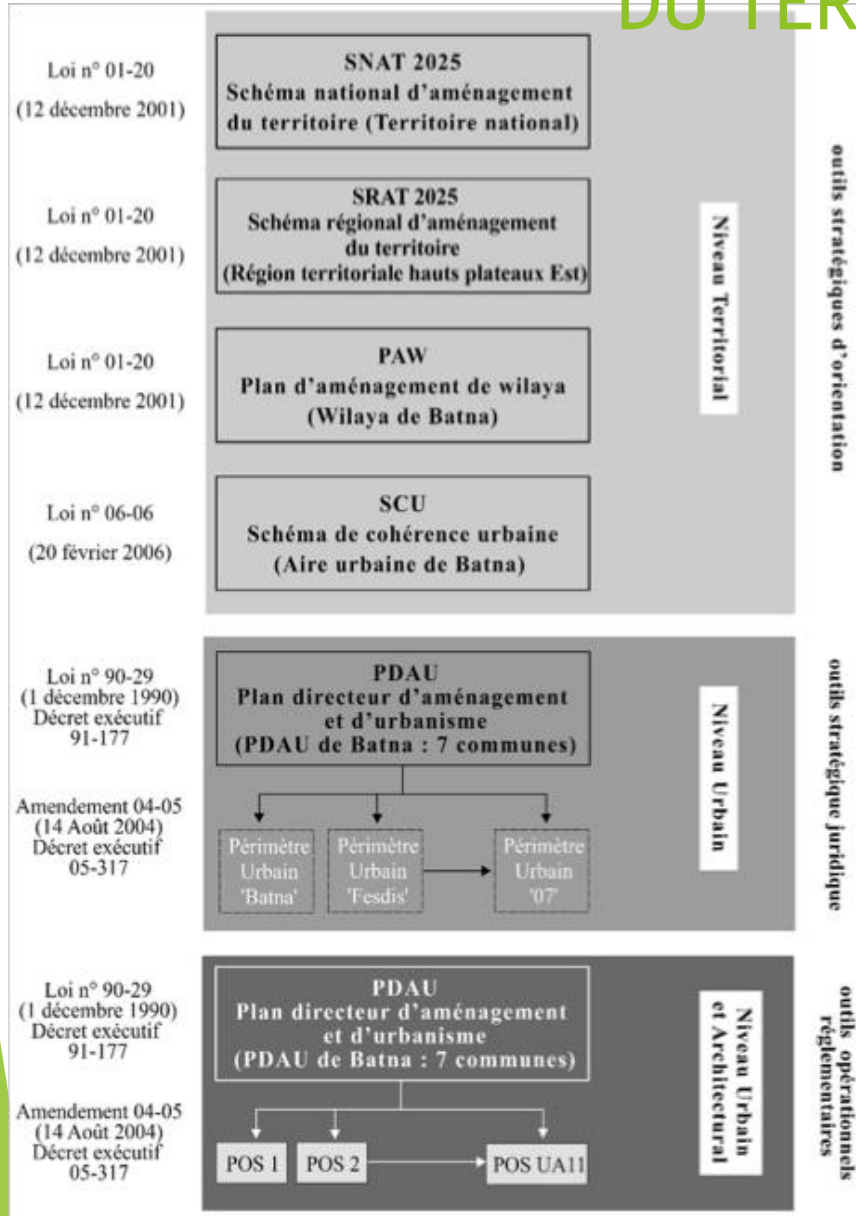 DU TER
Loi n° 01-20
(12 décembre 2001)
SNAT 2025
Schéma national d'aménagement
du territoire (Territoire national)
Loi n° 01-20
(12 décembre 2001)
SRAT 2025
Schéma régional d'aménagement
du territoire
(Région territoriale hauts plateaux Est)
Loi n° 01-20
(12 décembre 2001)
PAW
Plan d'aménagement de wilaya
(Wilaya de Batna)
Loi n° 06-06
(20 février 2006)
SCU
Schéma de cohérence urbaine
(Aire urbaine de Batna)
Niveau Territorial
outils stratégiques d'orientation
Loi n° 90-29
(1 décembre 1990)
Décret exécutif
91-177
Amendement 04-05
(14 Août 2004)
Décret exécutif
05-317
PDAU
Plan directeur d'aménagement
et d'urbanisme
(PDAU de Batna : 7 communes)
Périmètre
Urbain
'Batna'
Périmètre
Urbain
'Fesdis'
Périmètre
Urbain
'07'
Niveau Urbain
outils stratégique juridique
Loi n° 90-29
(1 décembre 1990)
Décret exécutif
91-177
Amendement 04-05
(14 Août 2004)
Décret exécutif
05-317
PDAU
Plan directeur d'aménagement
et d'urbanisme
(PDAU de Batna : 7 communes)
POS 1
POS 2
POS UA11
Niveau Urbain
et Architectural
outils opérationnels
réglementaires